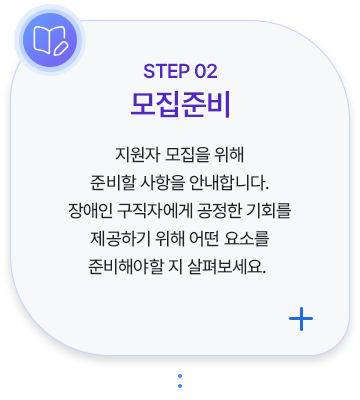 STEP 02
모집준비
지원자 모집을 위해
준비할 사항을 안내합니다.
장애인 구직자에게 공정한 기회를
제공하기 위해 어떤 요소를
준비해야할 지 살펴보세요.